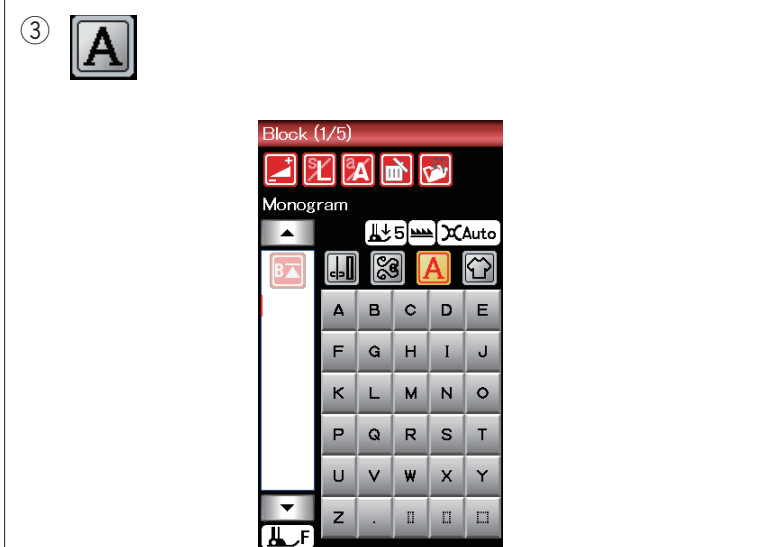 ③ A
Block (1/5)
S L a A
Monogram
5 Auto
B A
A B C D E
F G H I J
K L M N O
P Q R S T
U V W X Y
Z .
F